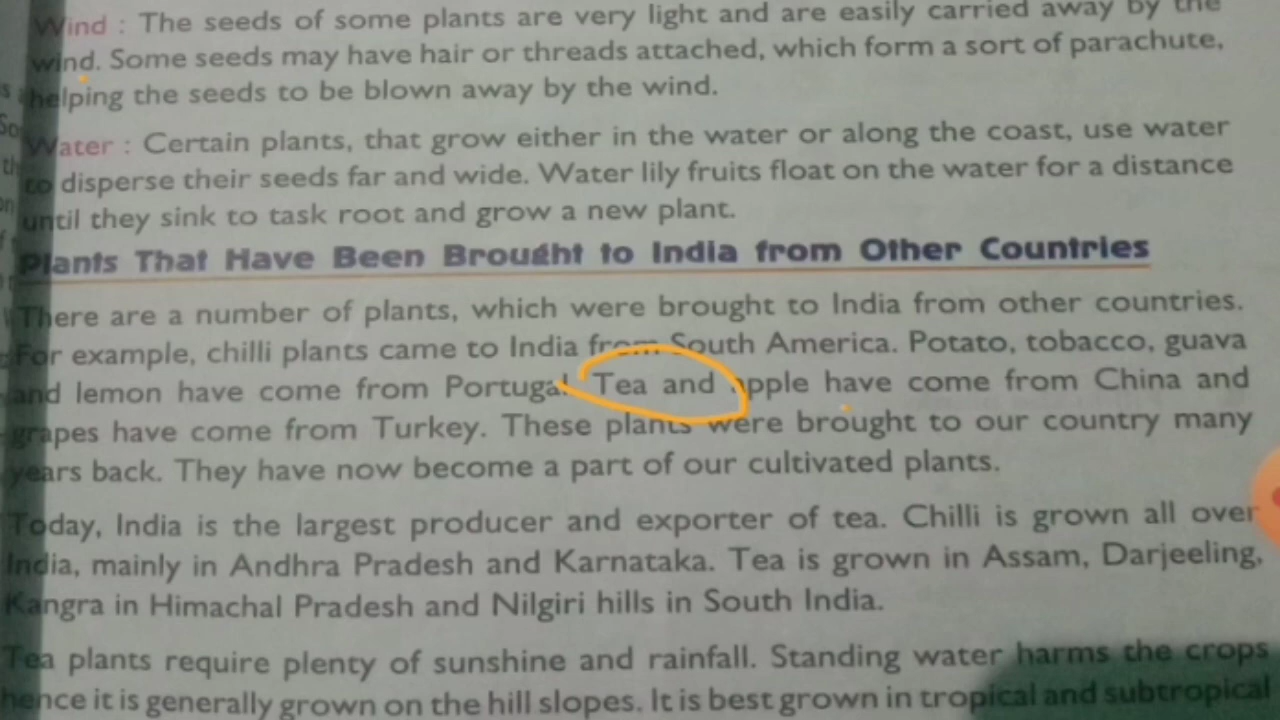 Wind : The seeds of some plants are very light and are easily carried away by the
wind. Some seeds may have hair or threads attached, which form a sort of parachute,
helping the seeds to be blown away by the wind.
Water : Certain plants, that grow either in the water or along the coast, use water
to disperse their seeds far and wide. Water lily fruits float on the water for a distance
until they sink to task root and grow a new plant.
Plants That Have Been Brought to India from Other Countries
There are a number of plants, which were brought to India from other countries.
For example, chilli plants came to India from South America. Potato, tobacco, guava
and lemon have come from Portugal. Tea and apple have come from China and
grapes have come from Turkey. These plants were brought to our country many
years back. They have now become a part of our cultivated plants.
Today, India is the largest producer and exporter of tea. Chilli is grown all over
India, mainly in Andhra Pradesh and Karnataka. Tea is grown in Assam, Darjeeling,
Kangra in Himachal Pradesh and Nilgiri hills in South India.
Tea plants require plenty of sunshine and rainfall. Standing water harms the crops
hence it is generally grown on the hill slopes. It is best grown in tropical and subtropical